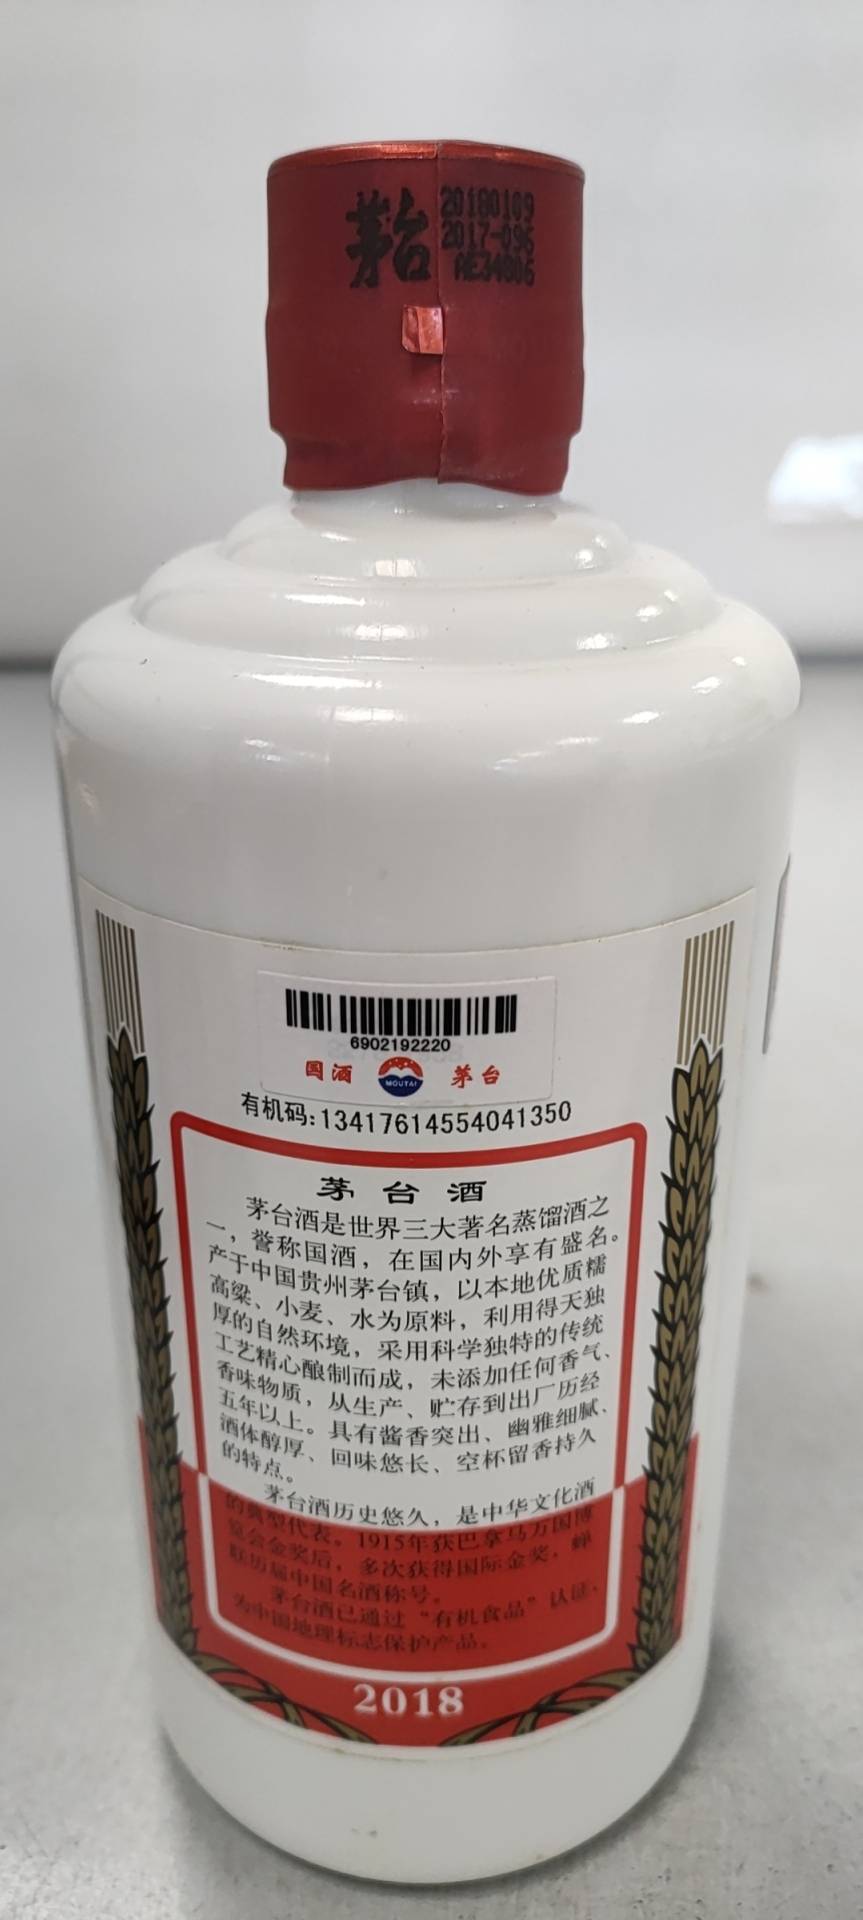 茅台
20180109
2017-096
AE34806
6902192220
国酒 MOUTAI 茅台
有机码:13417614554041350
茅台酒
茅台酒是世界三大著名蒸馏酒之
一，誉称国酒，在国内外享有盛名。
产于中国贵州茅台镇，以本地优质糯
高粱、小麦、水为原料，利用得天独
厚的自然环境，采用科学独特的传统
工艺精心酿制而成，未添加任何香气、
香味物质，从生产、贮存到出厂历经
五年以上。具有酱香突出、幽雅细腻、
酒体醇厚、回味悠长、空杯留香持久
的特点。
茅台酒历史悠久，是中华文化酒
的典型代表。1915年获巴拿马万国博
览会金奖后，多次获得国际金奖，蝉
联历届中国名酒称号。
茅台酒已通过“有机食品”认证、
为中国地理标志保护产品。
2018